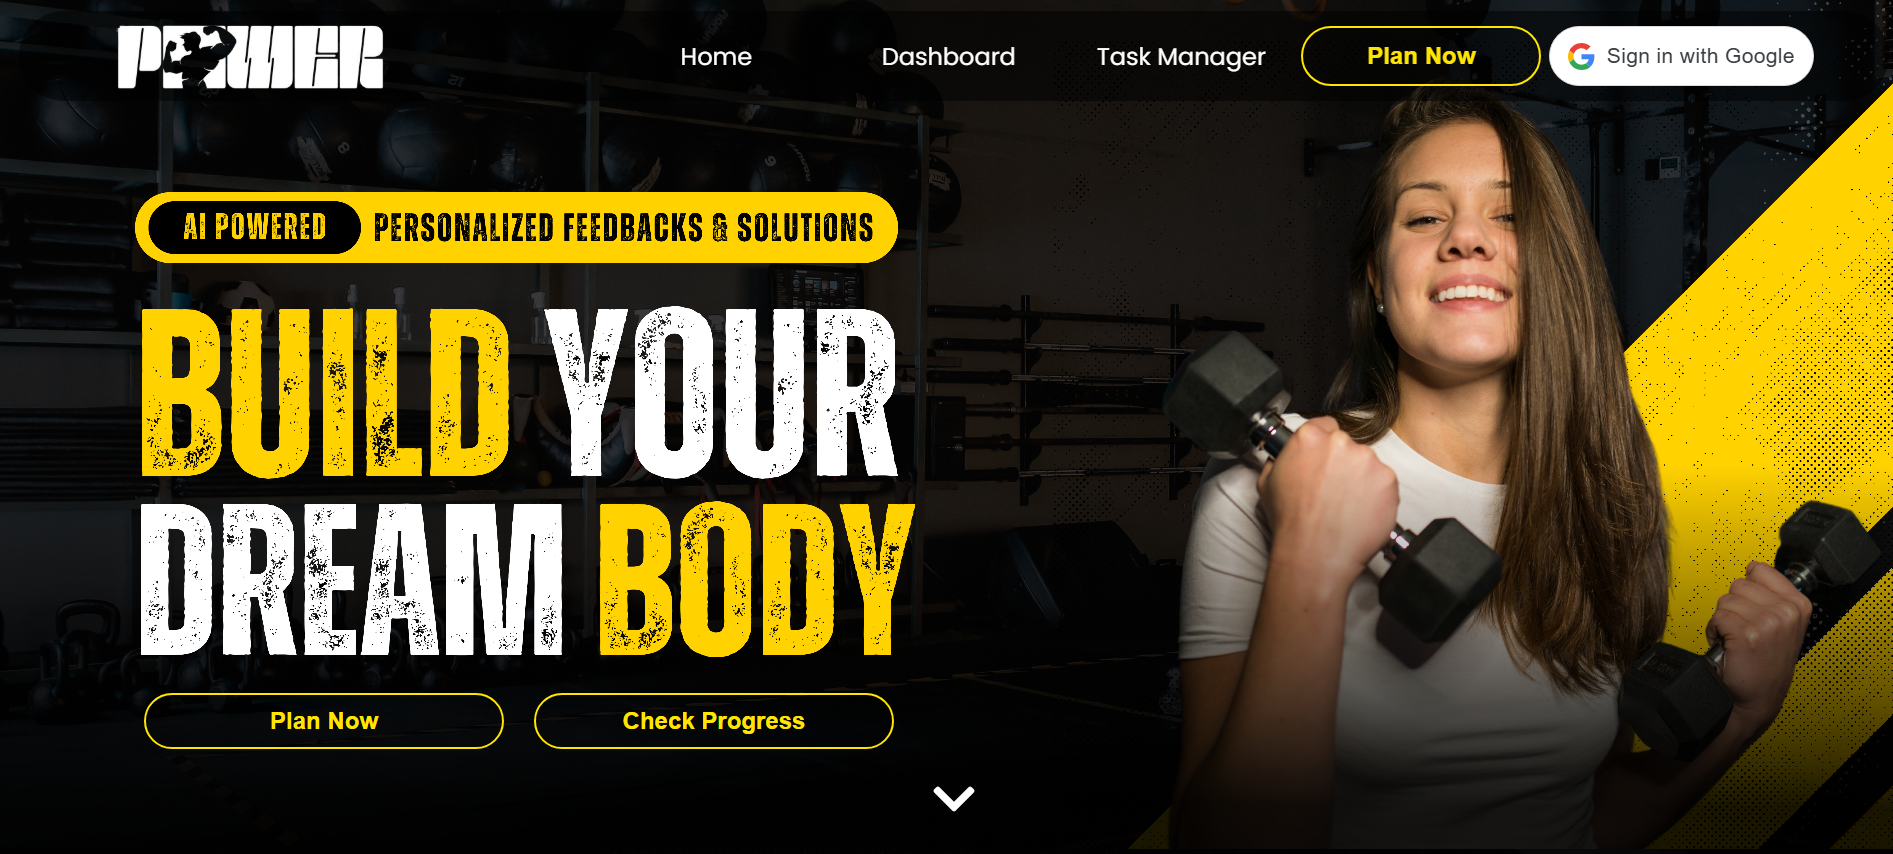 POWER
Home
Dashboard
Task Manager
Plan Now
Sign in with Google
AI POWERED PERSONALIZED FEEDBACKS & SOLUTIONS
BUILD YOUR
DREAM BODY
Plan Now
Check Progress